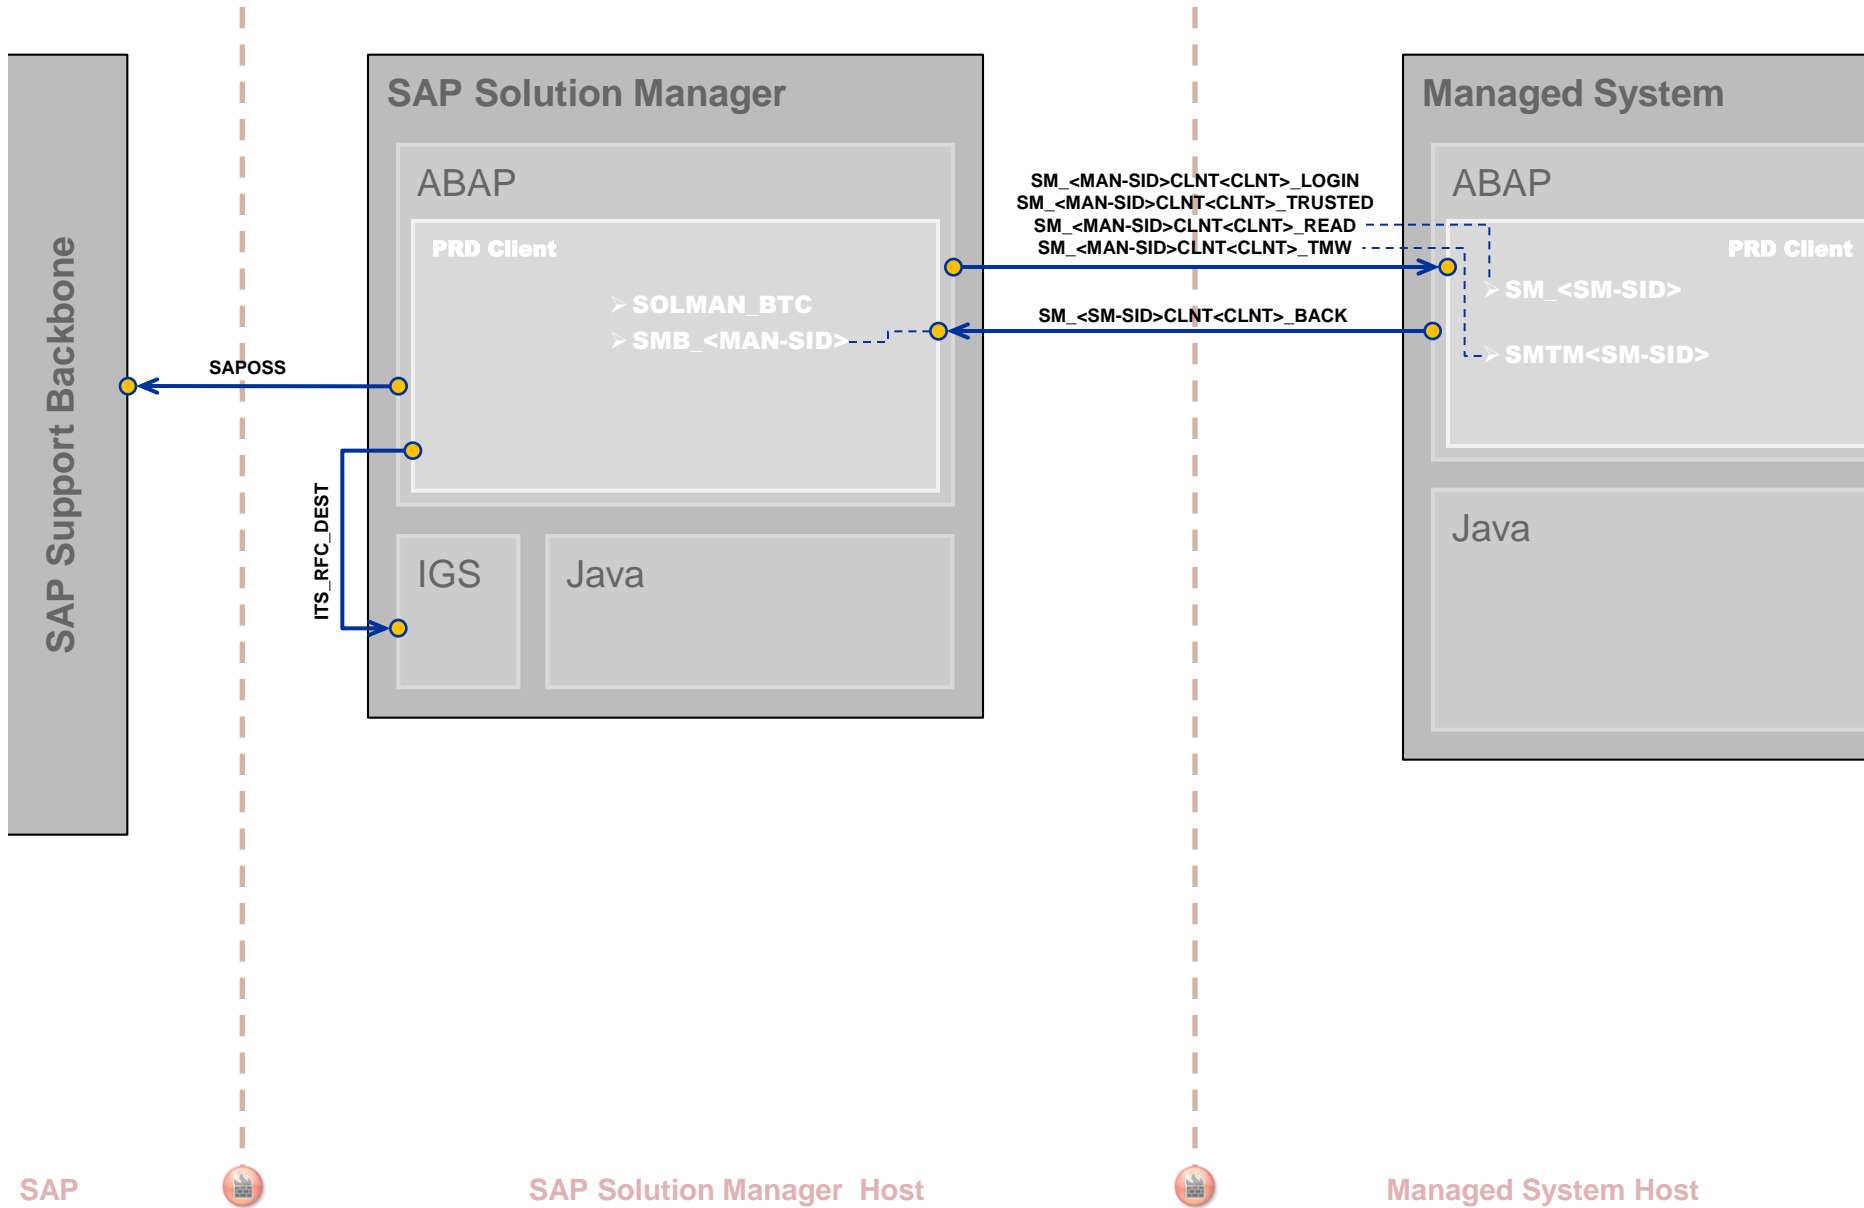 SAP Support Backbone
SAPOSS
ITS_RFC_DEST
SAP Solution Manager
ABAP
PRD Client
SOLMAN_BTC
SMB_<MAN-SID>
IGS
Java
SM_<MAN-SID>CLNT<CLNT>_LOGIN
SM_<MAN-SID>CLNT<CLNT>_TRUSTED
SM_<MAN-SID>CLNT<CLNT>_READ
SM_<MAN-SID>CLNT<CLNT>_TMW
SM_<SM-SID>CLNT<CLNT>_BACK
Managed System
ABAP
PRD Client
SM_<SM-SID>
SMTM<SM-SID>
Java
SAP
SAP Solution Manager Host
Managed System Host